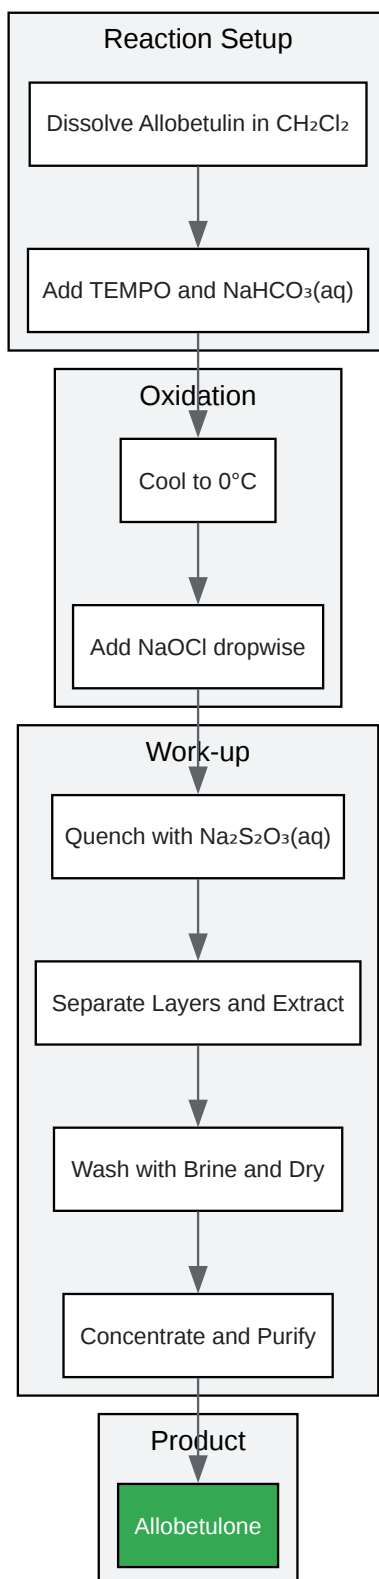 Reaction Setup
Dissolve Allobetulin in CH₂Cl₂
Add TEMPO and NaHCO₃(aq)
Oxidation
Cool to 0°C
Add NaOCl dropwise
Work-up
Quench with Na₂S₂O₃(aq)
Separate Layers and Extract
Wash with Brine and Dry
Concentrate and Purify
Product
Allobetulone